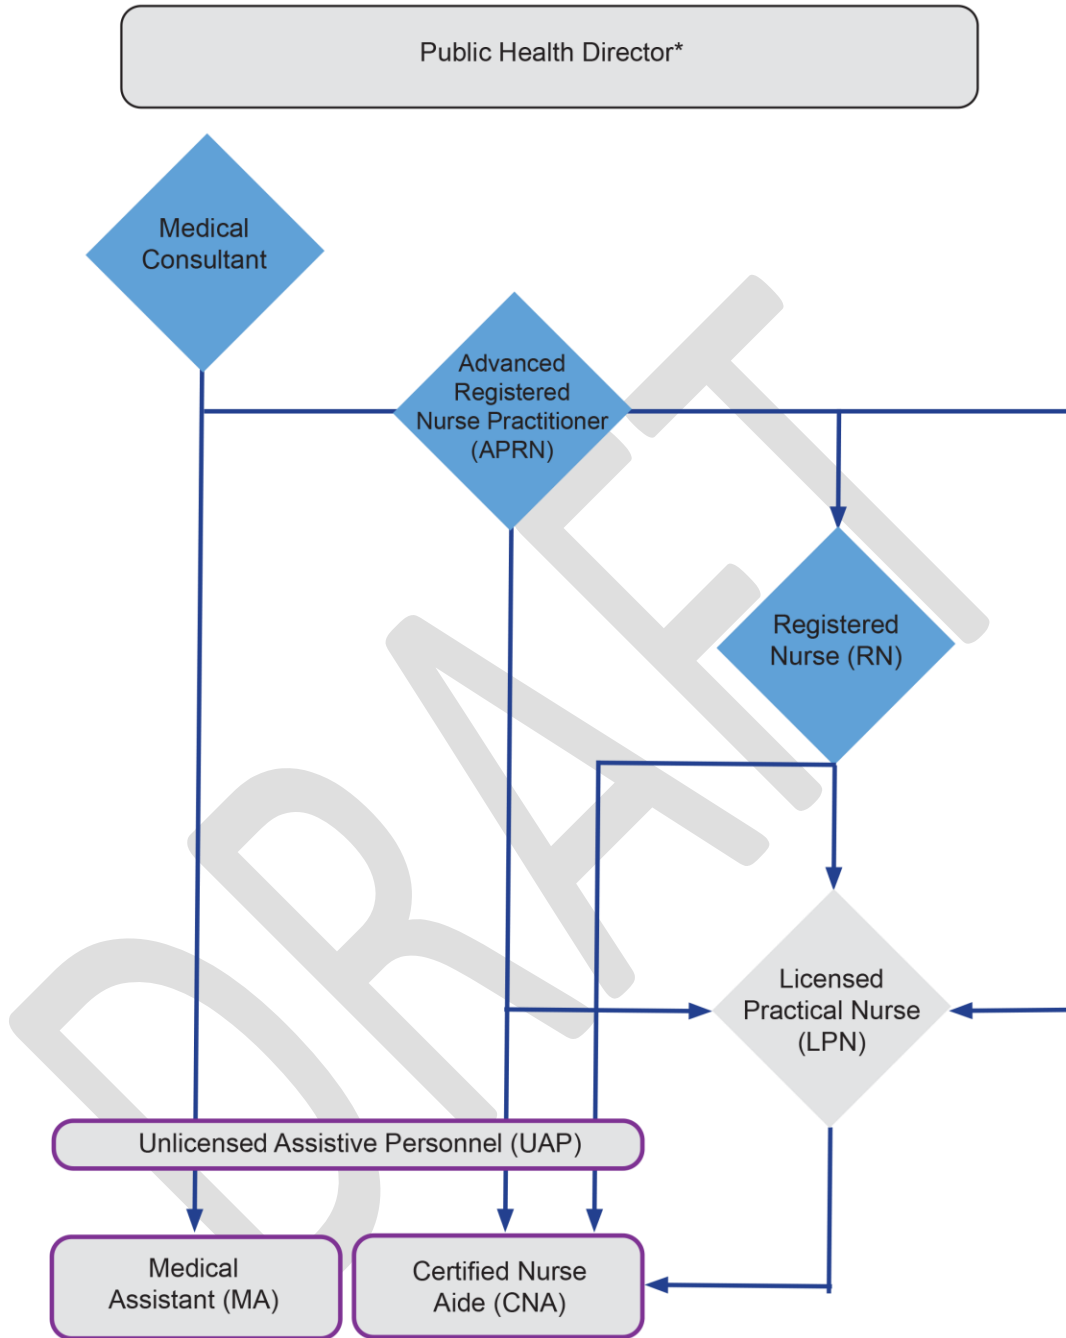 Public Health Director*
Medical
Consultant
Advanced
Registered
Nurse Practitioner
(APRN)
Registered
Nurse (RN)
Licensed
Practical Nurse
(LPN)
Unlicensed Assistive Personnel (UAP)
Medical
Assistant (MA)
Certified Nurse
Aide (CNA)
DRAFT